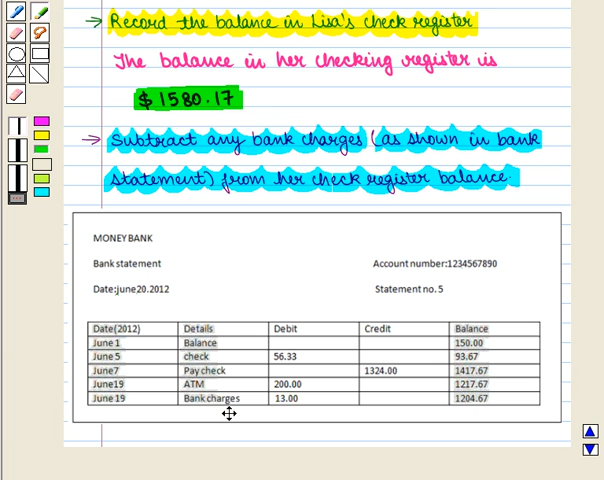 → Record the balance in Lisa's check register
The balance in her checking register is
$1580.17
→ Subtract any bank charges (as shown in bank
statement) from her check register balance.
MONEY BANK
Bank statement Account number:1234567890
Date:june20.2012 Statement no. 5
Date(2012) Details Debit Credit Balance
June 1 Balance 150.00
June 5 check 56.33 93.67
June7 Pay check 1324.00 1417.67
June19 ATM 200.00 1217.67
June 19 Bank charges 13.00 1204.67